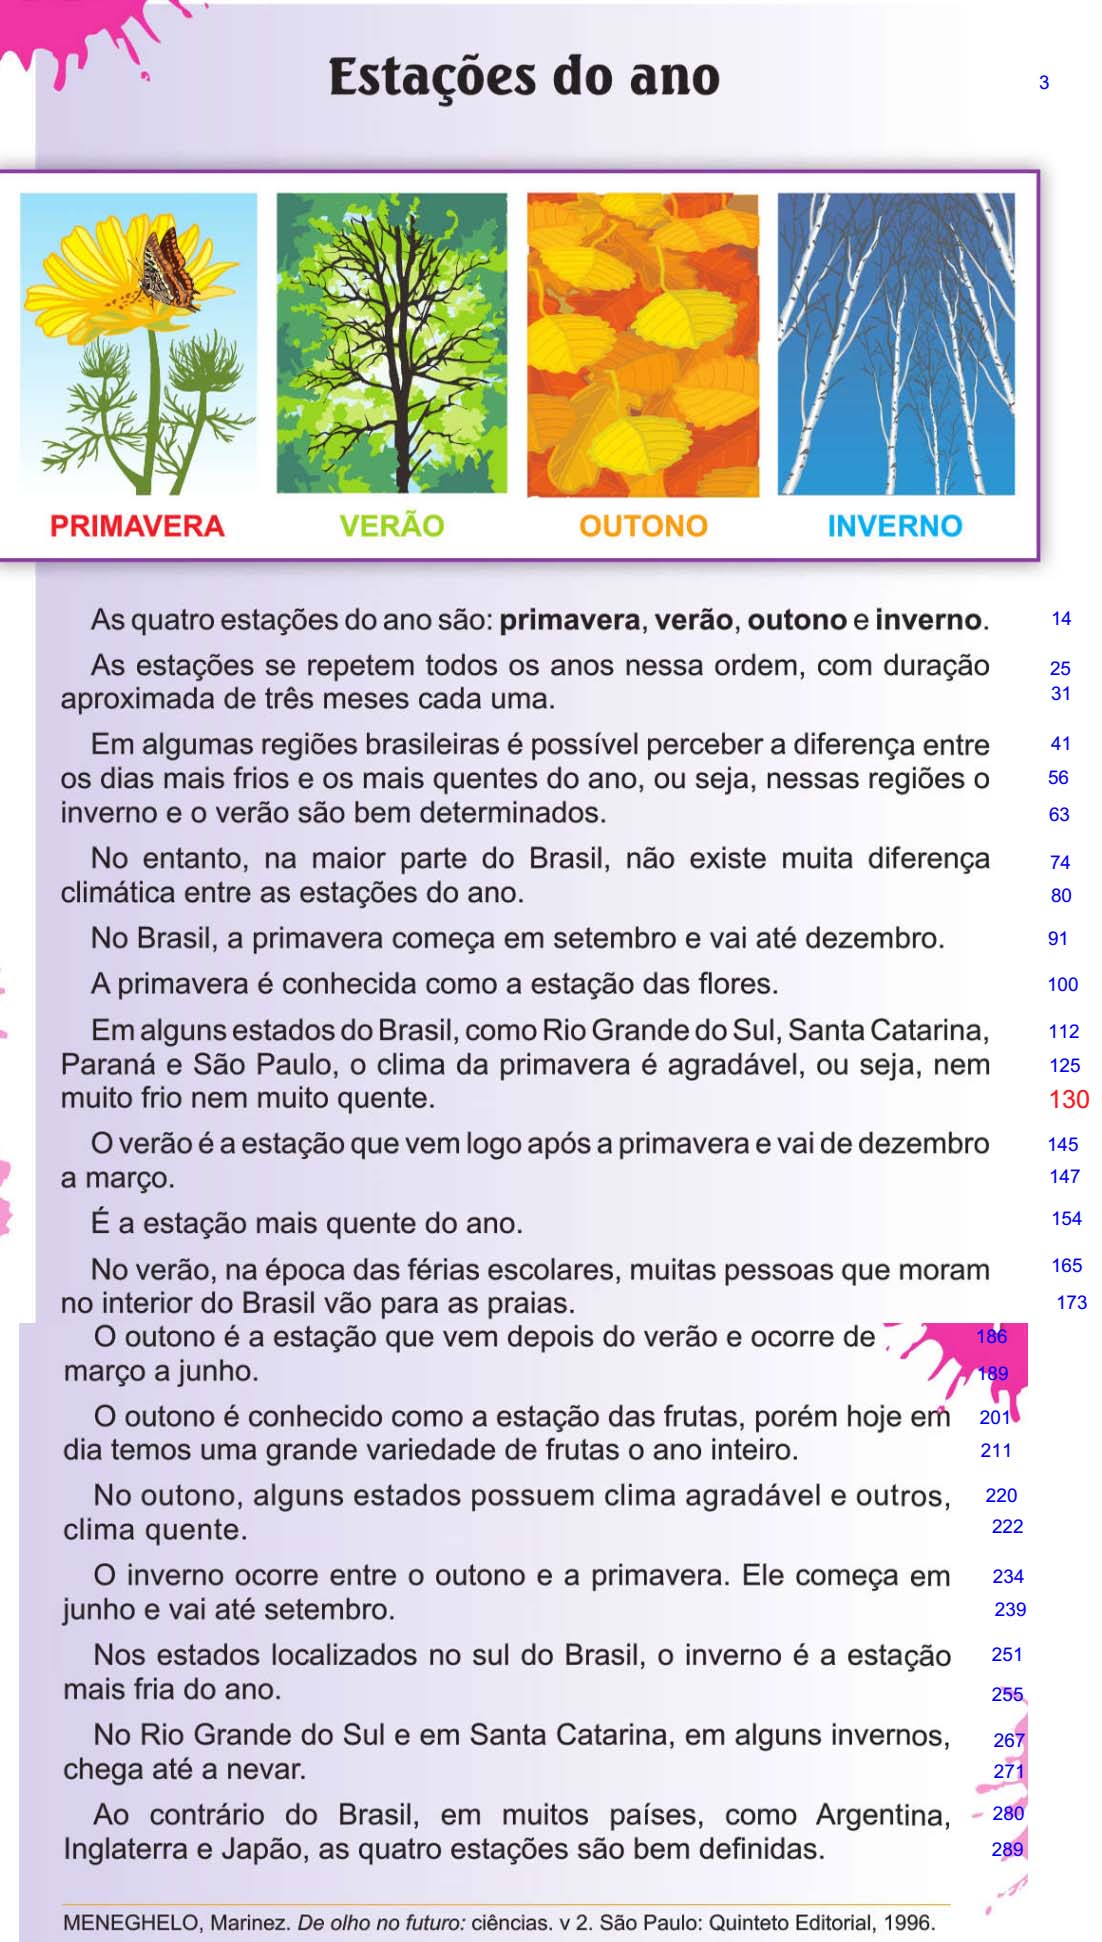 Estações do ano 3
PRIMAVERA VERÃO OUTONO INVERNO
As quatro estações do ano são: primavera, verão, outono e inverno. 14
As estações se repetem todos os anos nessa ordem, com duração 25
aproximada de três meses cada uma. 31
Em algumas regiões brasileiras é possível perceber a diferença entre 41
os dias mais frios e os mais quentes do ano, ou seja, nessas regiões o 56
inverno e o verão são bem determinados. 63
No entanto, na maior parte do Brasil, não existe muita diferença 74
climática entre as estações do ano. 80
No Brasil, a primavera começa em setembro e vai até dezembro. 91
A primavera é conhecida como a estação das flores. 100
Em alguns estados do Brasil, como Rio Grande do Sul, Santa Catarina, 112
Paraná e São Paulo, o clima da primavera é agradável, ou seja, nem 125
muito frio nem muito quente. 130
O verão é a estação que vem logo após a primavera e vai de dezembro 145
a março. 147
É a estação mais quente do ano. 154
No verão, na época das férias escolares, muitas pessoas que moram 165
no interior do Brasil vão para as praias. 173
O outono é a estação que vem depois do verão e ocorre de 186
março a junho. 189
O outono é conhecido como a estação das frutas, porém hoje em 201
dia temos uma grande variedade de frutas o ano inteiro. 211
No outono, alguns estados possuem clima agradável e outros, 220
clima quente. 222
O inverno ocorre entre o outono e a primavera. Ele começa em 234
junho e vai até setembro. 239
Nos estados localizados no sul do Brasil, o inverno é a estação 251
mais fria do ano. 255
No Rio Grande do Sul e em Santa Catarina, em alguns invernos, 267
chega até a nevar. 271
Ao contrário do Brasil, em muitos países, como Argentina, 280
Inglaterra e Japão, as quatro estações são bem definidas. 289
MENEGHELO, Marinez. De olho no futuro: ciências. v 2. São Paulo: Quinteto Editorial, 1996.